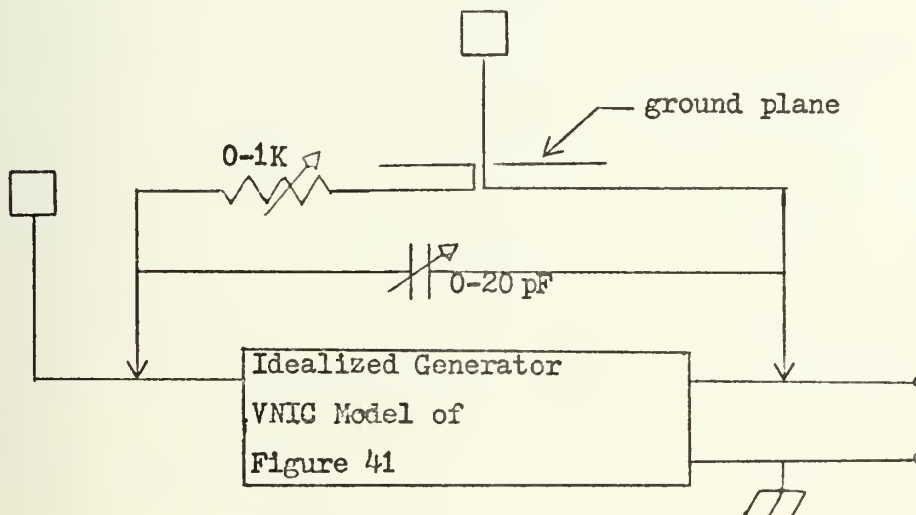 ground plane
0-1K
0-20 pF
Idealized Generator
VNIC Model of
Figure 41